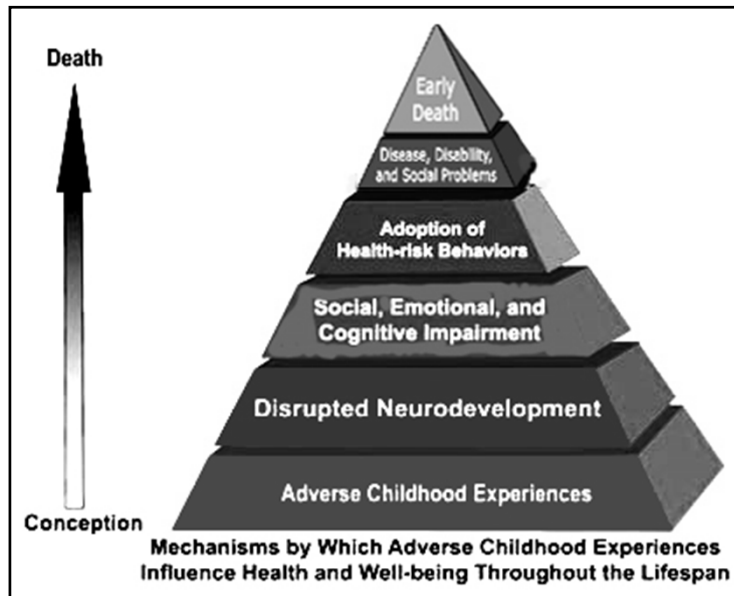 Death
Early
Death
Disease, Disability,
and Social Problems
Adoption of
Health-risk Behaviors
Social, Emotional, and
Cognitive Impairment
Disrupted Neurodevelopment
Adverse Childhood Experiences
Conception
Mechanisms by Which Adverse Childhood Experiences
Influence Health and Well-being Throughout the Lifespan